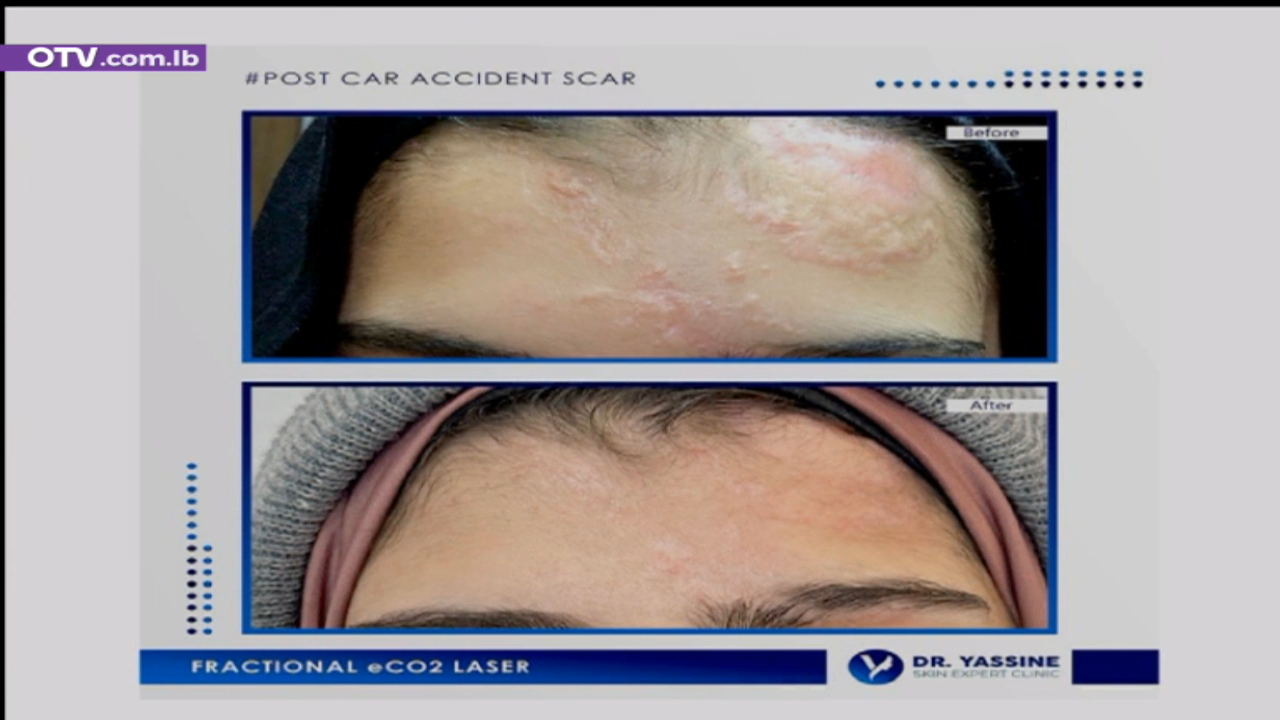 OTV.com.lb
#POST CAR ACCIDENT SCAR
Before
After
FRACTIONAL eCO2 LASER
DR. YASSINE
SKIN EXPERT CLINIC